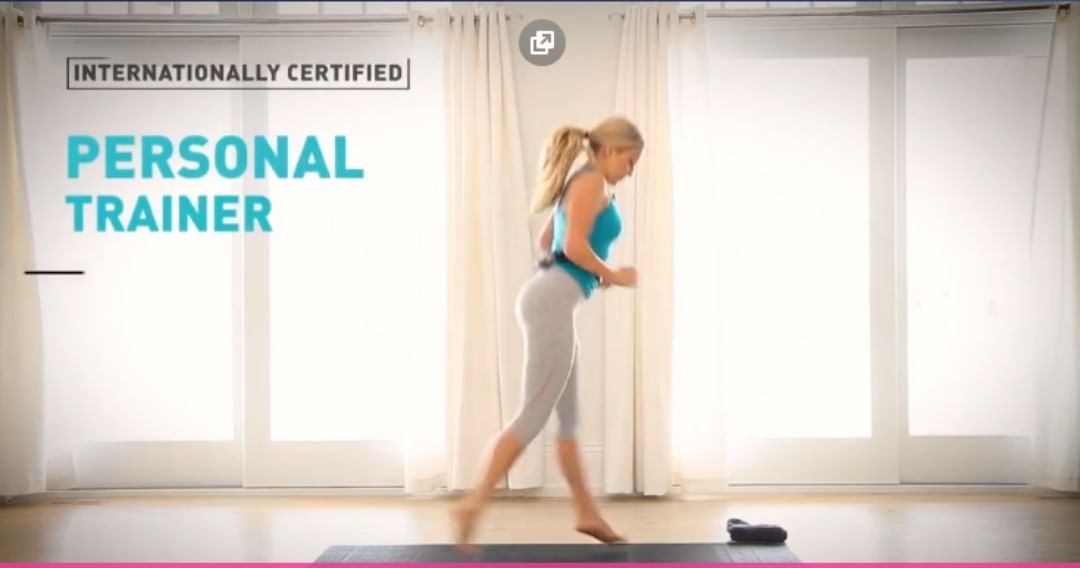 INTERNATIONALLY CERTIFIED
PERSONAL
TRAINER